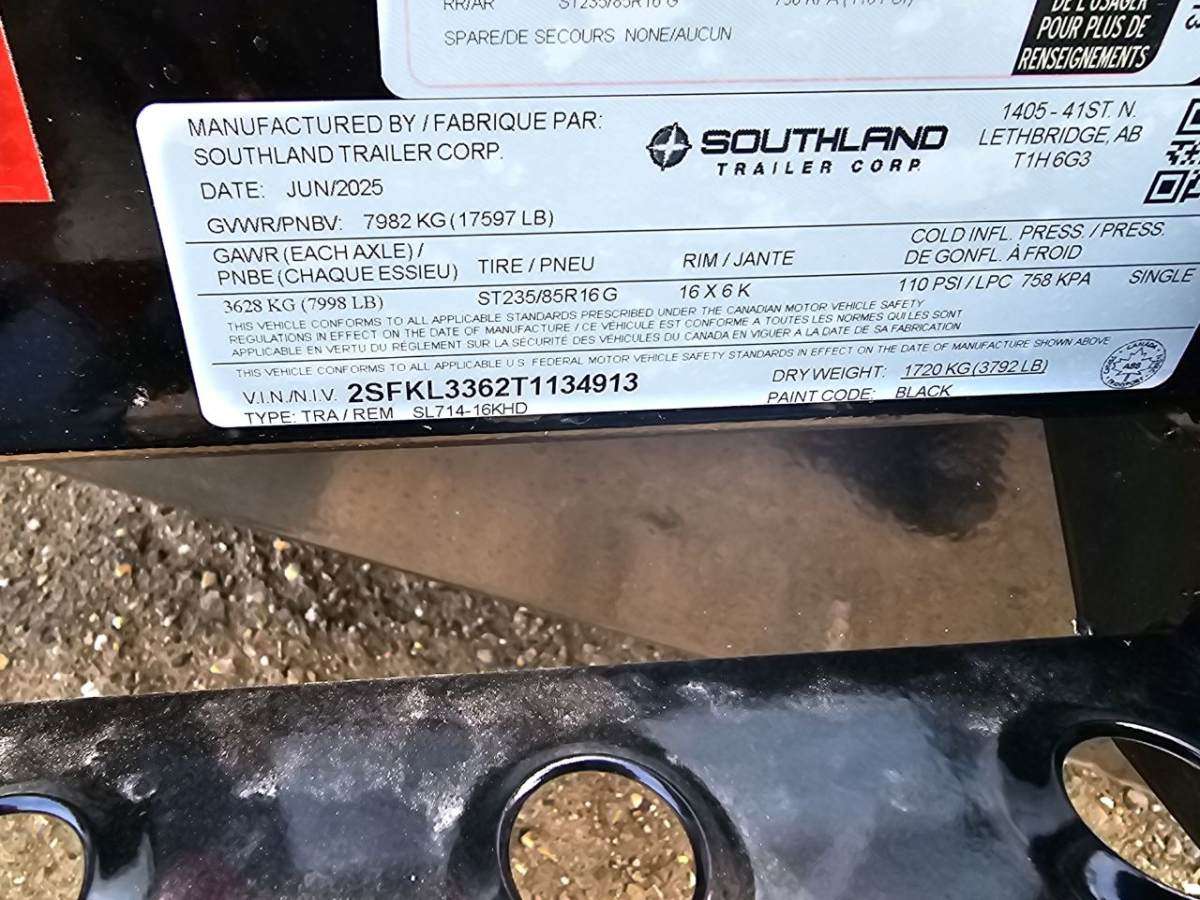 RR/AR ST235/85R16 G
SPARE/DE SECOURS NONE/AUCUN
DE L'USAGER
POUR PLUS DE
RENSEIGNEMENTS
MANUFACTURED BY / FABRIQUE PAR:
SOUTHLAND TRAILER CORP.
SOUTHLAND
TRAILER CORP.
1405 - 41ST. N.
LETHBRIDGE, AB
T1H 6G3
DATE: JUN/2025
GVWR/PNBV: 7982 KG (17597 LB)
GAWR (EACH AXLE) /
PNBE (CHAQUE ESSIEU)
TIRE / PNEU
RIM / JANTE
COLD INFL. PRESS. / PRESS.
DE GONFL. À FROID
3628 KG (7998 LB) ST235/85R16 G 16 X 6 K 110 PSI / LPC 758 KPA SINGLE
THIS VEHICLE CONFORMS TO ALL APPLICABLE STANDARDS PRESCRIBED UNDER THE CANADIAN MOTOR VEHICLE SAFETY
REGULATIONS IN EFFECT ON THE DATE OF MANUFACTURE / CE VÉHICULE EST CONFORME A TOUTES LES NORMES QUI LES SONT
APPLICABLE EN VERTU DU RÈGLEMENT SUR LA SÉCURITÉ DES VÉHICULES DU CANADA EN VIGUER A LA DATE DE SA FABRICATION
THIS VEHICLE CONFORMS TO ALL APPLICABLE U.S. FEDERAL MOTOR VEHICLE SAFETY STANDARDS IN EFFECT ON THE DATE OF MANUFACTURE SHOWN ABOVE
V.I.N./N.I.V. 2SFKL3362T1134913
DRY WEIGHT: 1720 KG (3792 LB)
TYPE: TRA / REM SL714-16KHD
PAINT CODE: BLACK